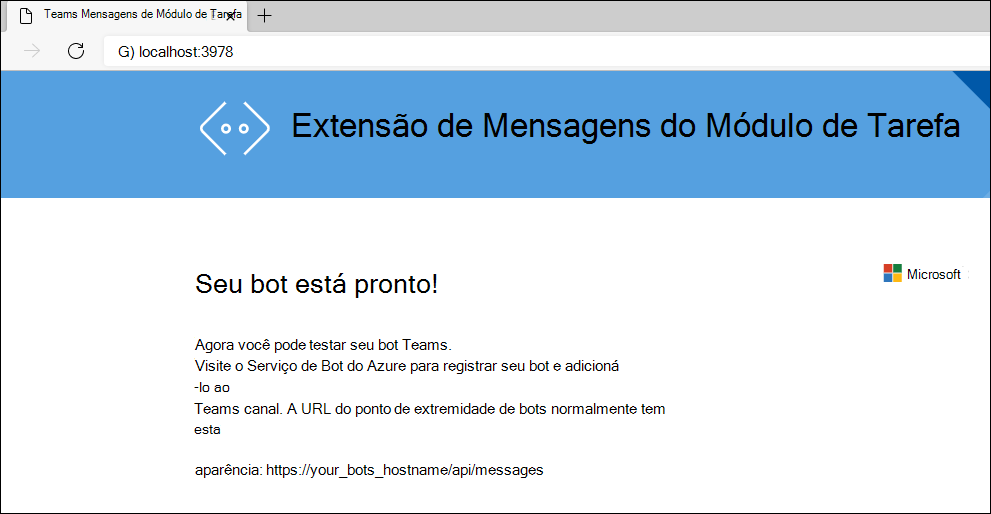 Teams Mensagens de Módulo de Tarefa
G) localhost:3978
Extensão de Mensagens do Módulo de Tarefa
Seu bot está pronto!
Microsoft
Agora você pode testar seu bot Teams.
Visite o Serviço de Bot do Azure para registrar seu bot e adicioná
-lo ao
Teams canal. A URL do ponto de extremidade de bots normalmente tem
esta
aparência: https://your_bots_hostname/api/messages